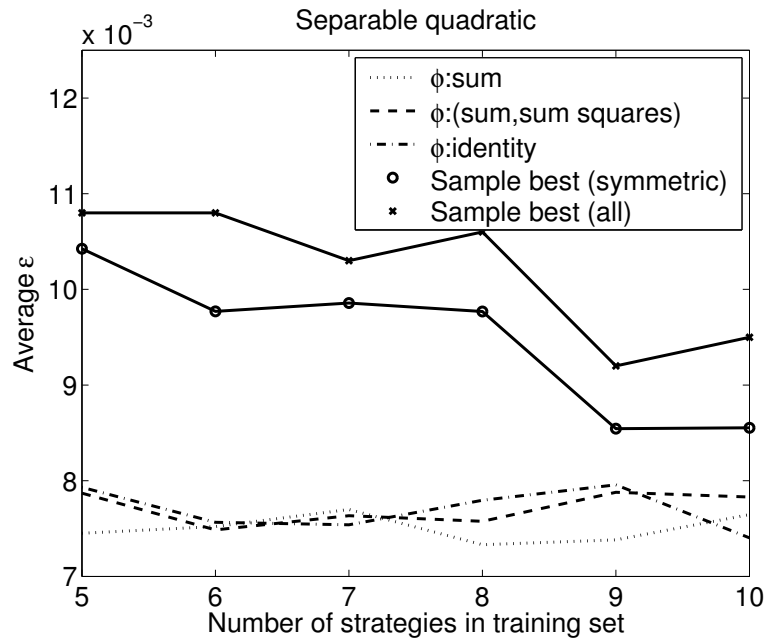 Separable quadratic
x 10⁻³
12
11
10
9
8
7
5
6
7
8
9
10
Average ε
Number of strategies in training set
ϕ:sum
ϕ:(sum,sum squares)
ϕ:identity
Sample best (symmetric)
Sample best (all)